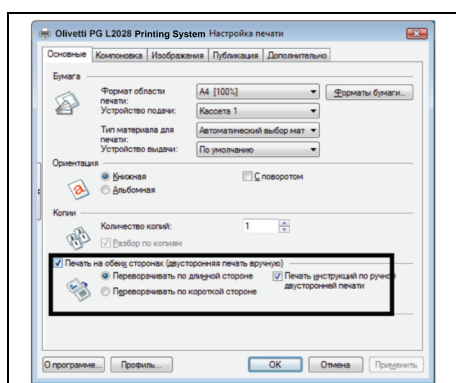 Olivetti PG L2028 Printing System Настройка печати
Основные Компоновка Изображения Публикация Дополнительно
Бумага
Формат области печати: A4 [100%] Форматы бумаги...
Устройство подачи: Кассета 1
Тип материала для печати: Автоматический выбор мат
Устройство выдачи: По умолчанию
Ориентация
Книжная С поворотом
Альбомная
Копии
Количество копий: 1
Разбор по копиям
Печать на обеих сторонах (двусторонняя печать вручную)
Переворачивать по длинной стороне Печать инструкций по ручной двусторонней печати
Переворачивать по короткой стороне
О программе... Профиль... OK Отмена Применить